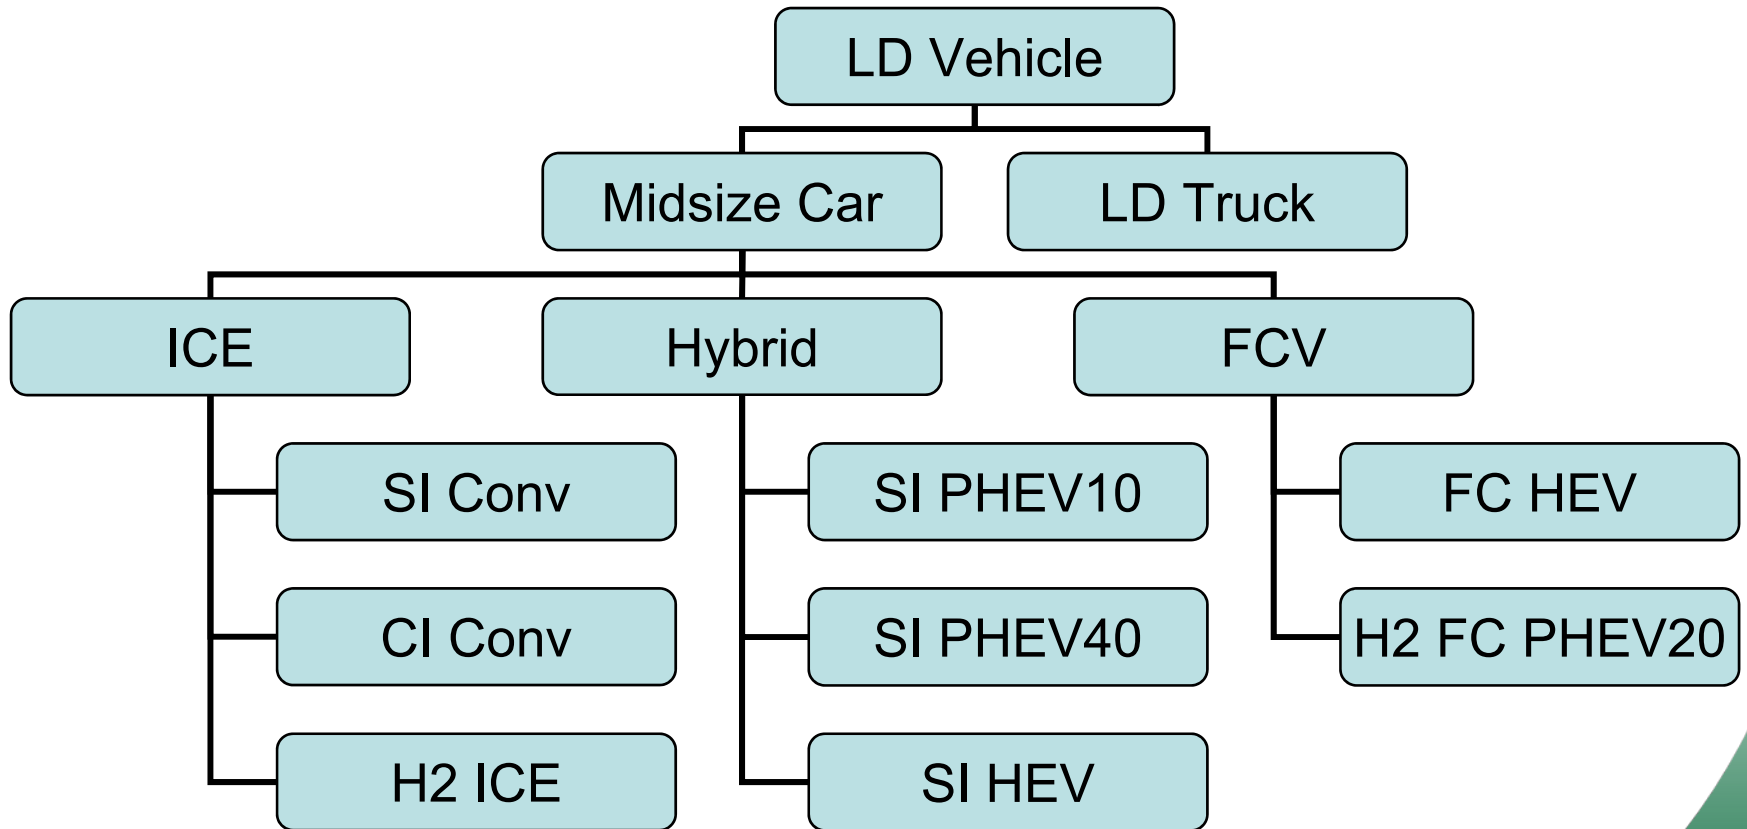 LD Vehicle
Midsize Car
LD Truck
ICE
Hybrid
FCV
SI Conv
SI PHEV10
FC HEV
CI Conv
SI PHEV40
H2 FC PHEV20
H2 ICE
SI HEV